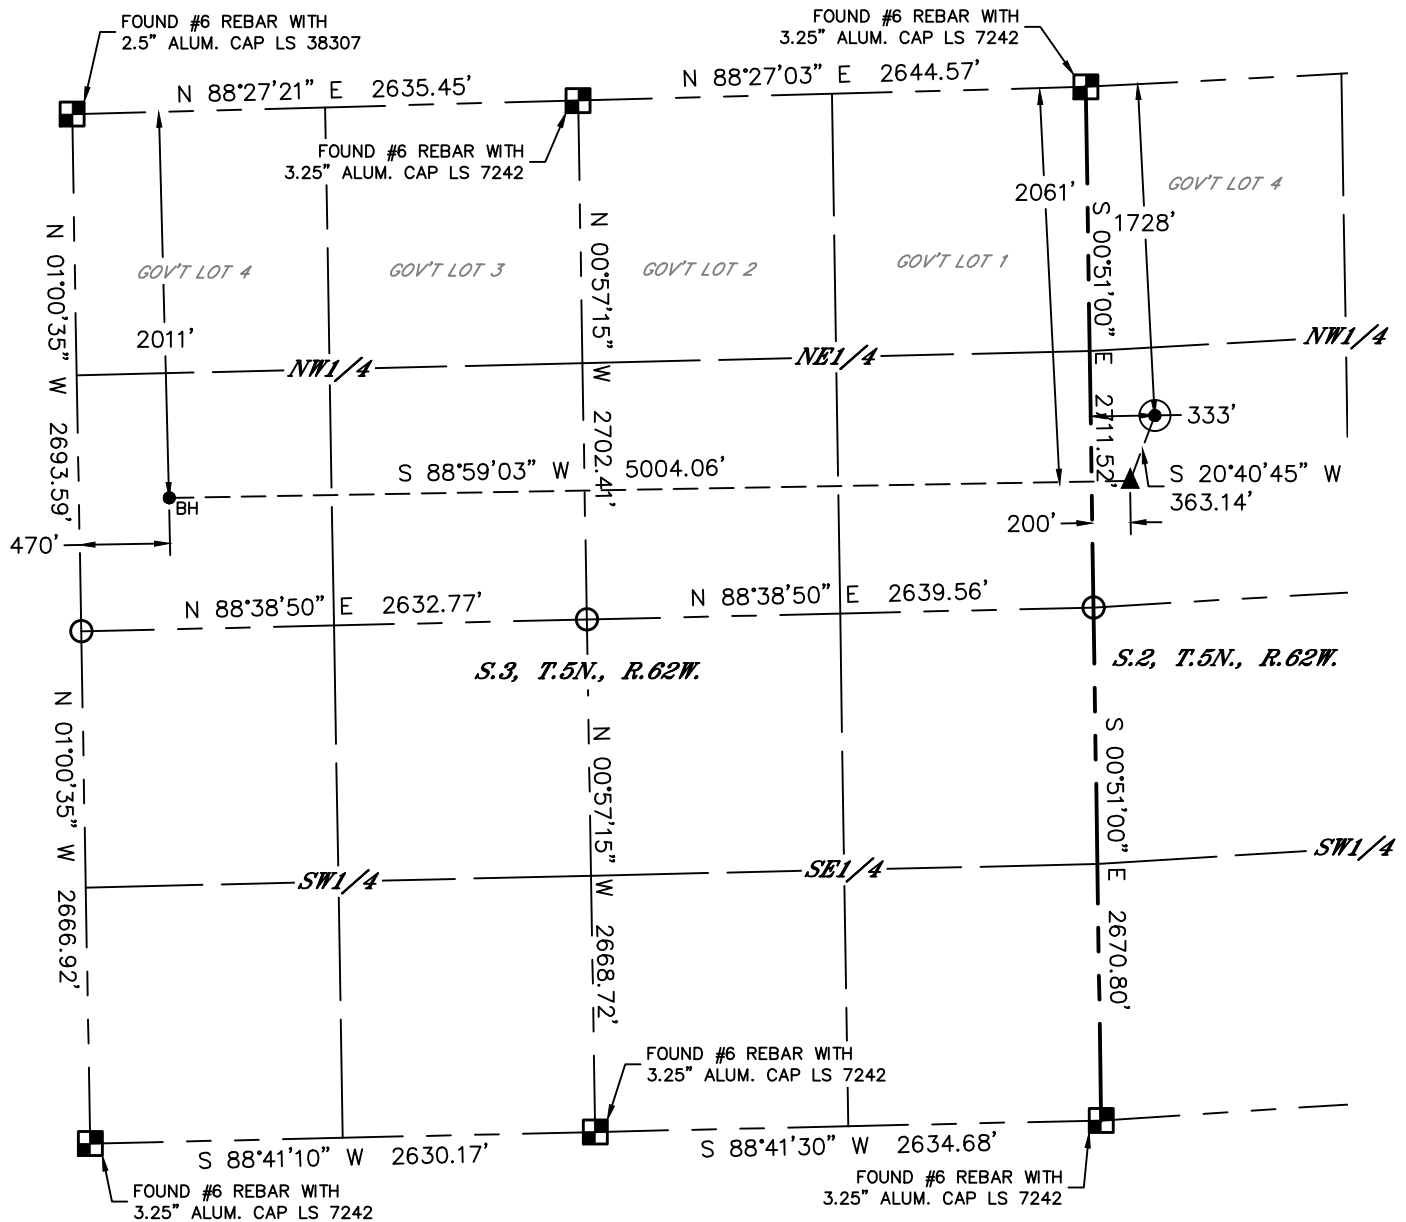 FOUND #6 REBAR WITH
2.5" ALUM. CAP LS 38307
FOUND #6 REBAR WITH
3.25" ALUM. CAP LS 7242
N 88°27'21" E 2635.45'
N 88°27'03" E 2644.57'
FOUND #6 REBAR WITH
3.25" ALUM. CAP LS 7242
GOV'T LOT 4
GOV'T LOT 3
GOV'T LOT 2
GOV'T LOT 1
GOV'T LOT 4
2061'
1728'
2011'
N 01°00'35" W 2693.59'
N 00°57'15" W 2702.41'
S 00°51'00" E 2711.52'
NW1/4
NE1/4
NW1/4
333'
S 88°59'03" W 5004.06'
S 20°40'45" W
363.14'
BH
200'
470'
N 88°38'50" E 2632.77'
N 88°38'50" E 2639.56'
S.3, T.5N., R.62W.
S.2, T.5N., R.62W.
N 01°00'35" W 2666.92'
N 00°57'15" W 2668.72'
S 00°51'00" E 2670.80'
SW1/4
SE1/4
SW1/4
FOUND #6 REBAR WITH
3.25" ALUM. CAP LS 7242
S 88°41'10" W 2630.17'
S 88°41'30" W 2634.68'
FOUND #6 REBAR WITH
3.25" ALUM. CAP LS 7242
FOUND #6 REBAR WITH
3.25" ALUM. CAP LS 7242